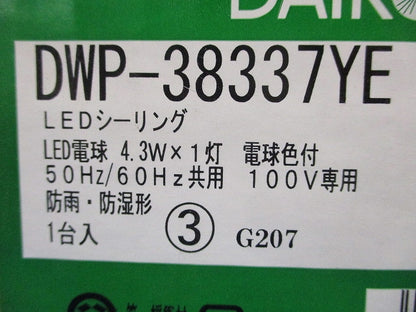 DAIKO
DWP-38337YE
LEDシーリング
LED電球 4.3W×1灯 電球色付
50Hz/60Hz共用 100V専用
防雨・防湿形
1台入 ③ G207